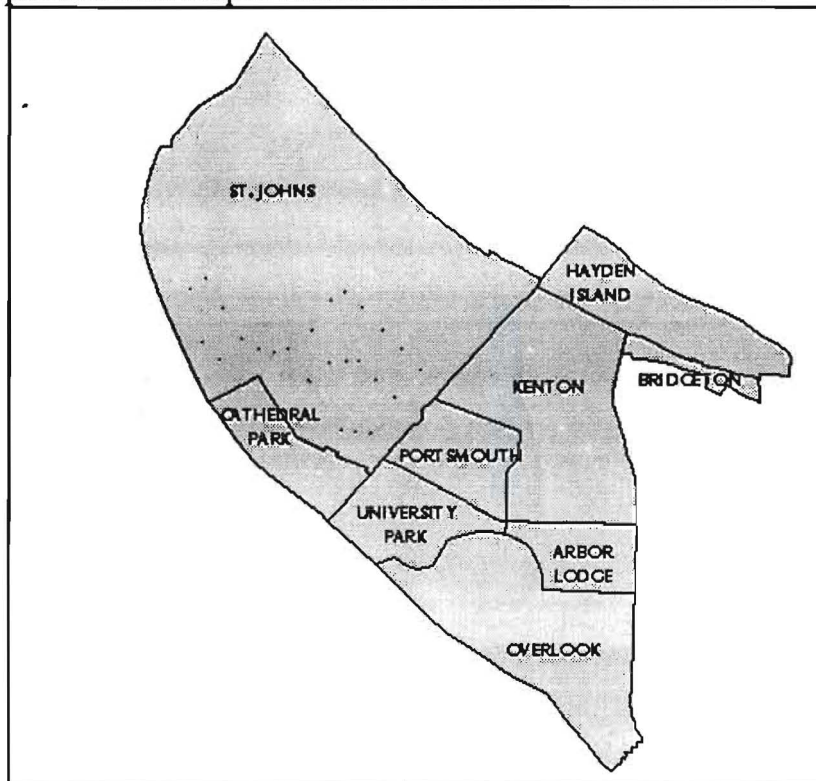 ST. JOHNS
HAYDEN
ISLAND
KENTON
BRIDGETON
CATHEDRAL
PARK
PORTSMOUTH
UNIVERSITY
PARK
ARBOR
LODGE
OVERLOOK